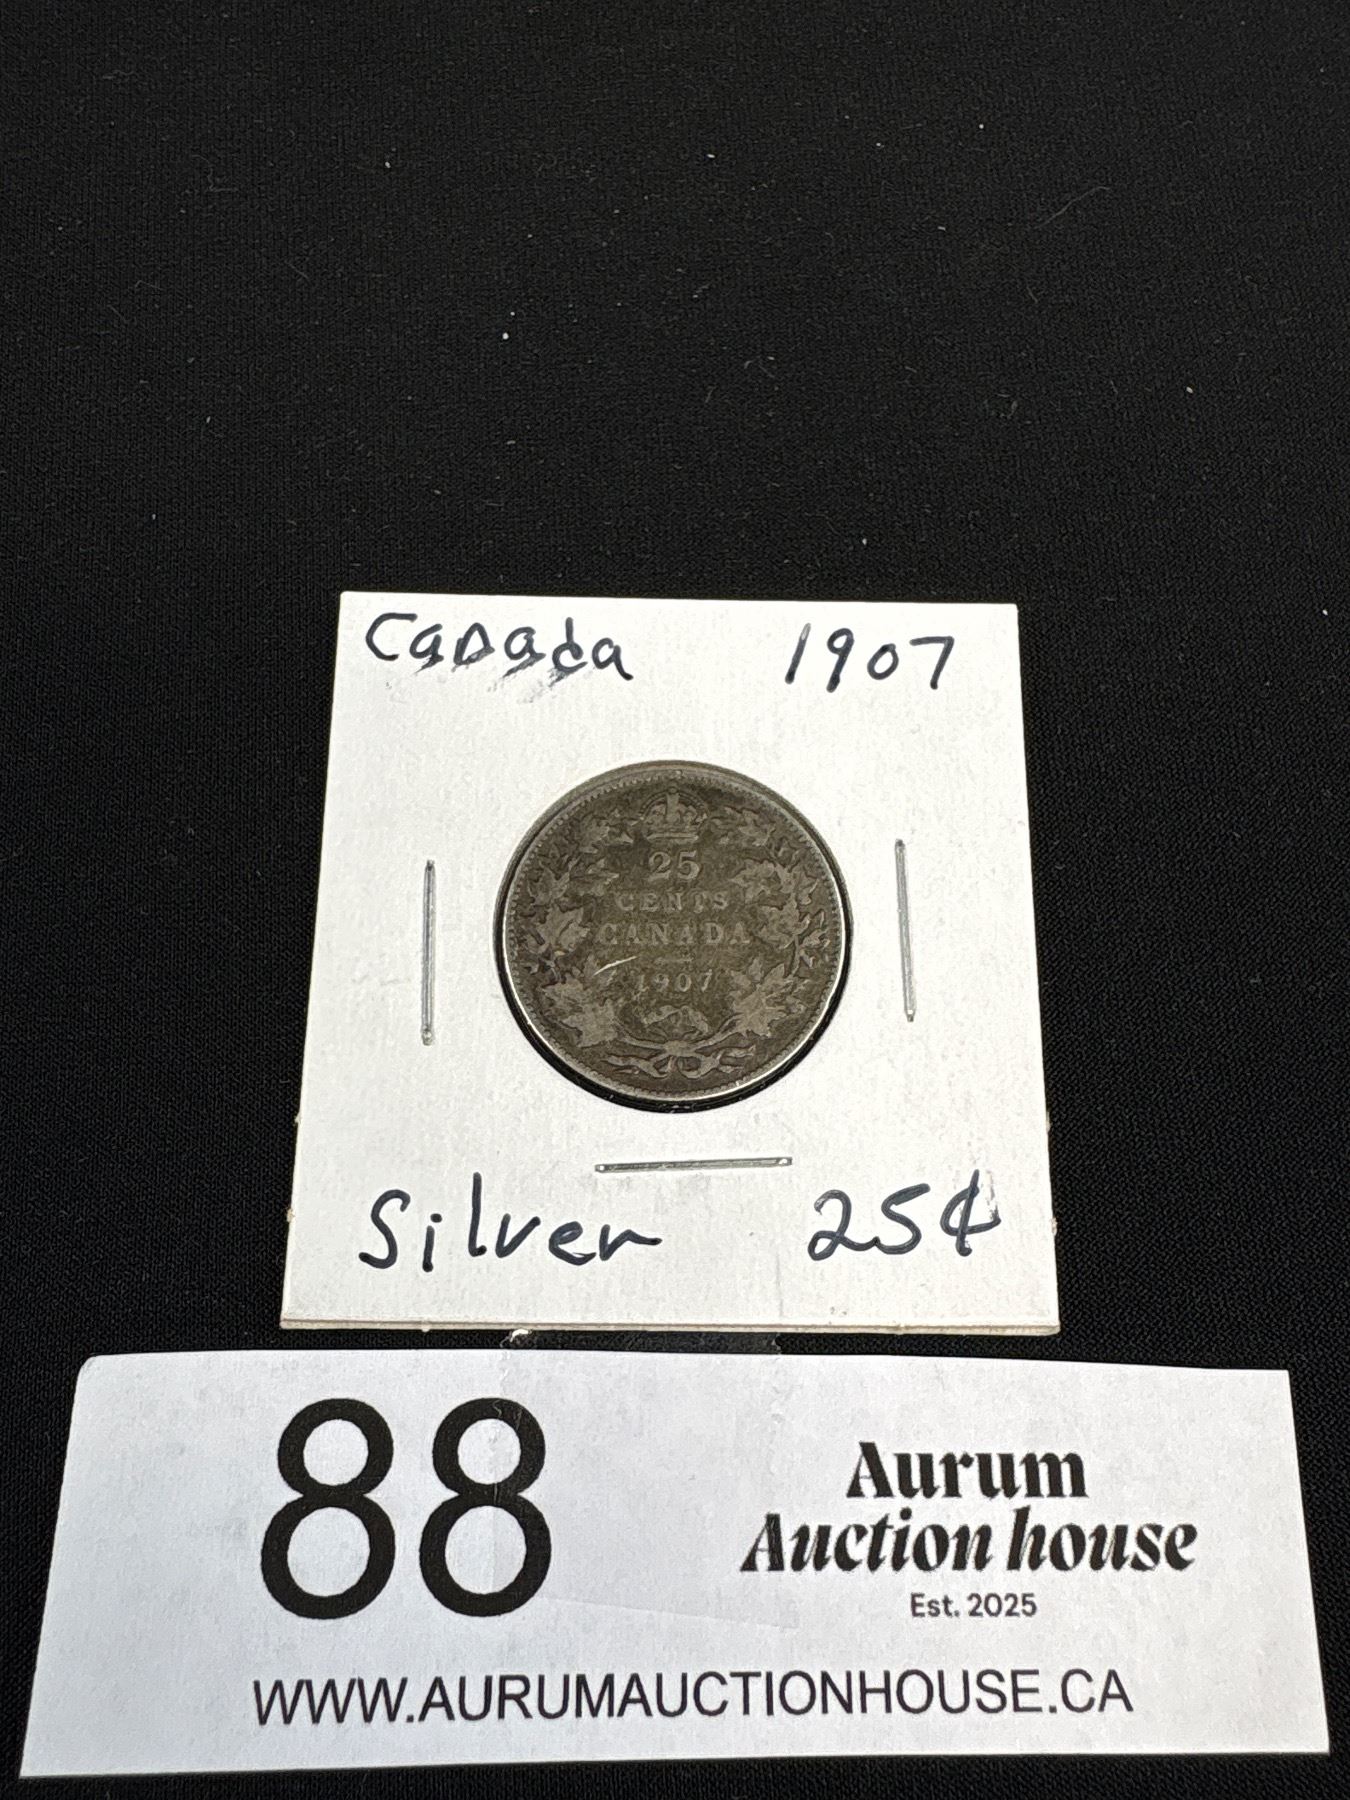 Canada 1907
25
CENTS
CANADA
1907
Silver 25¢
88
Aurum
Auction house
Est. 2025
WWW.AURUMAUCTIONHOUSE.CA